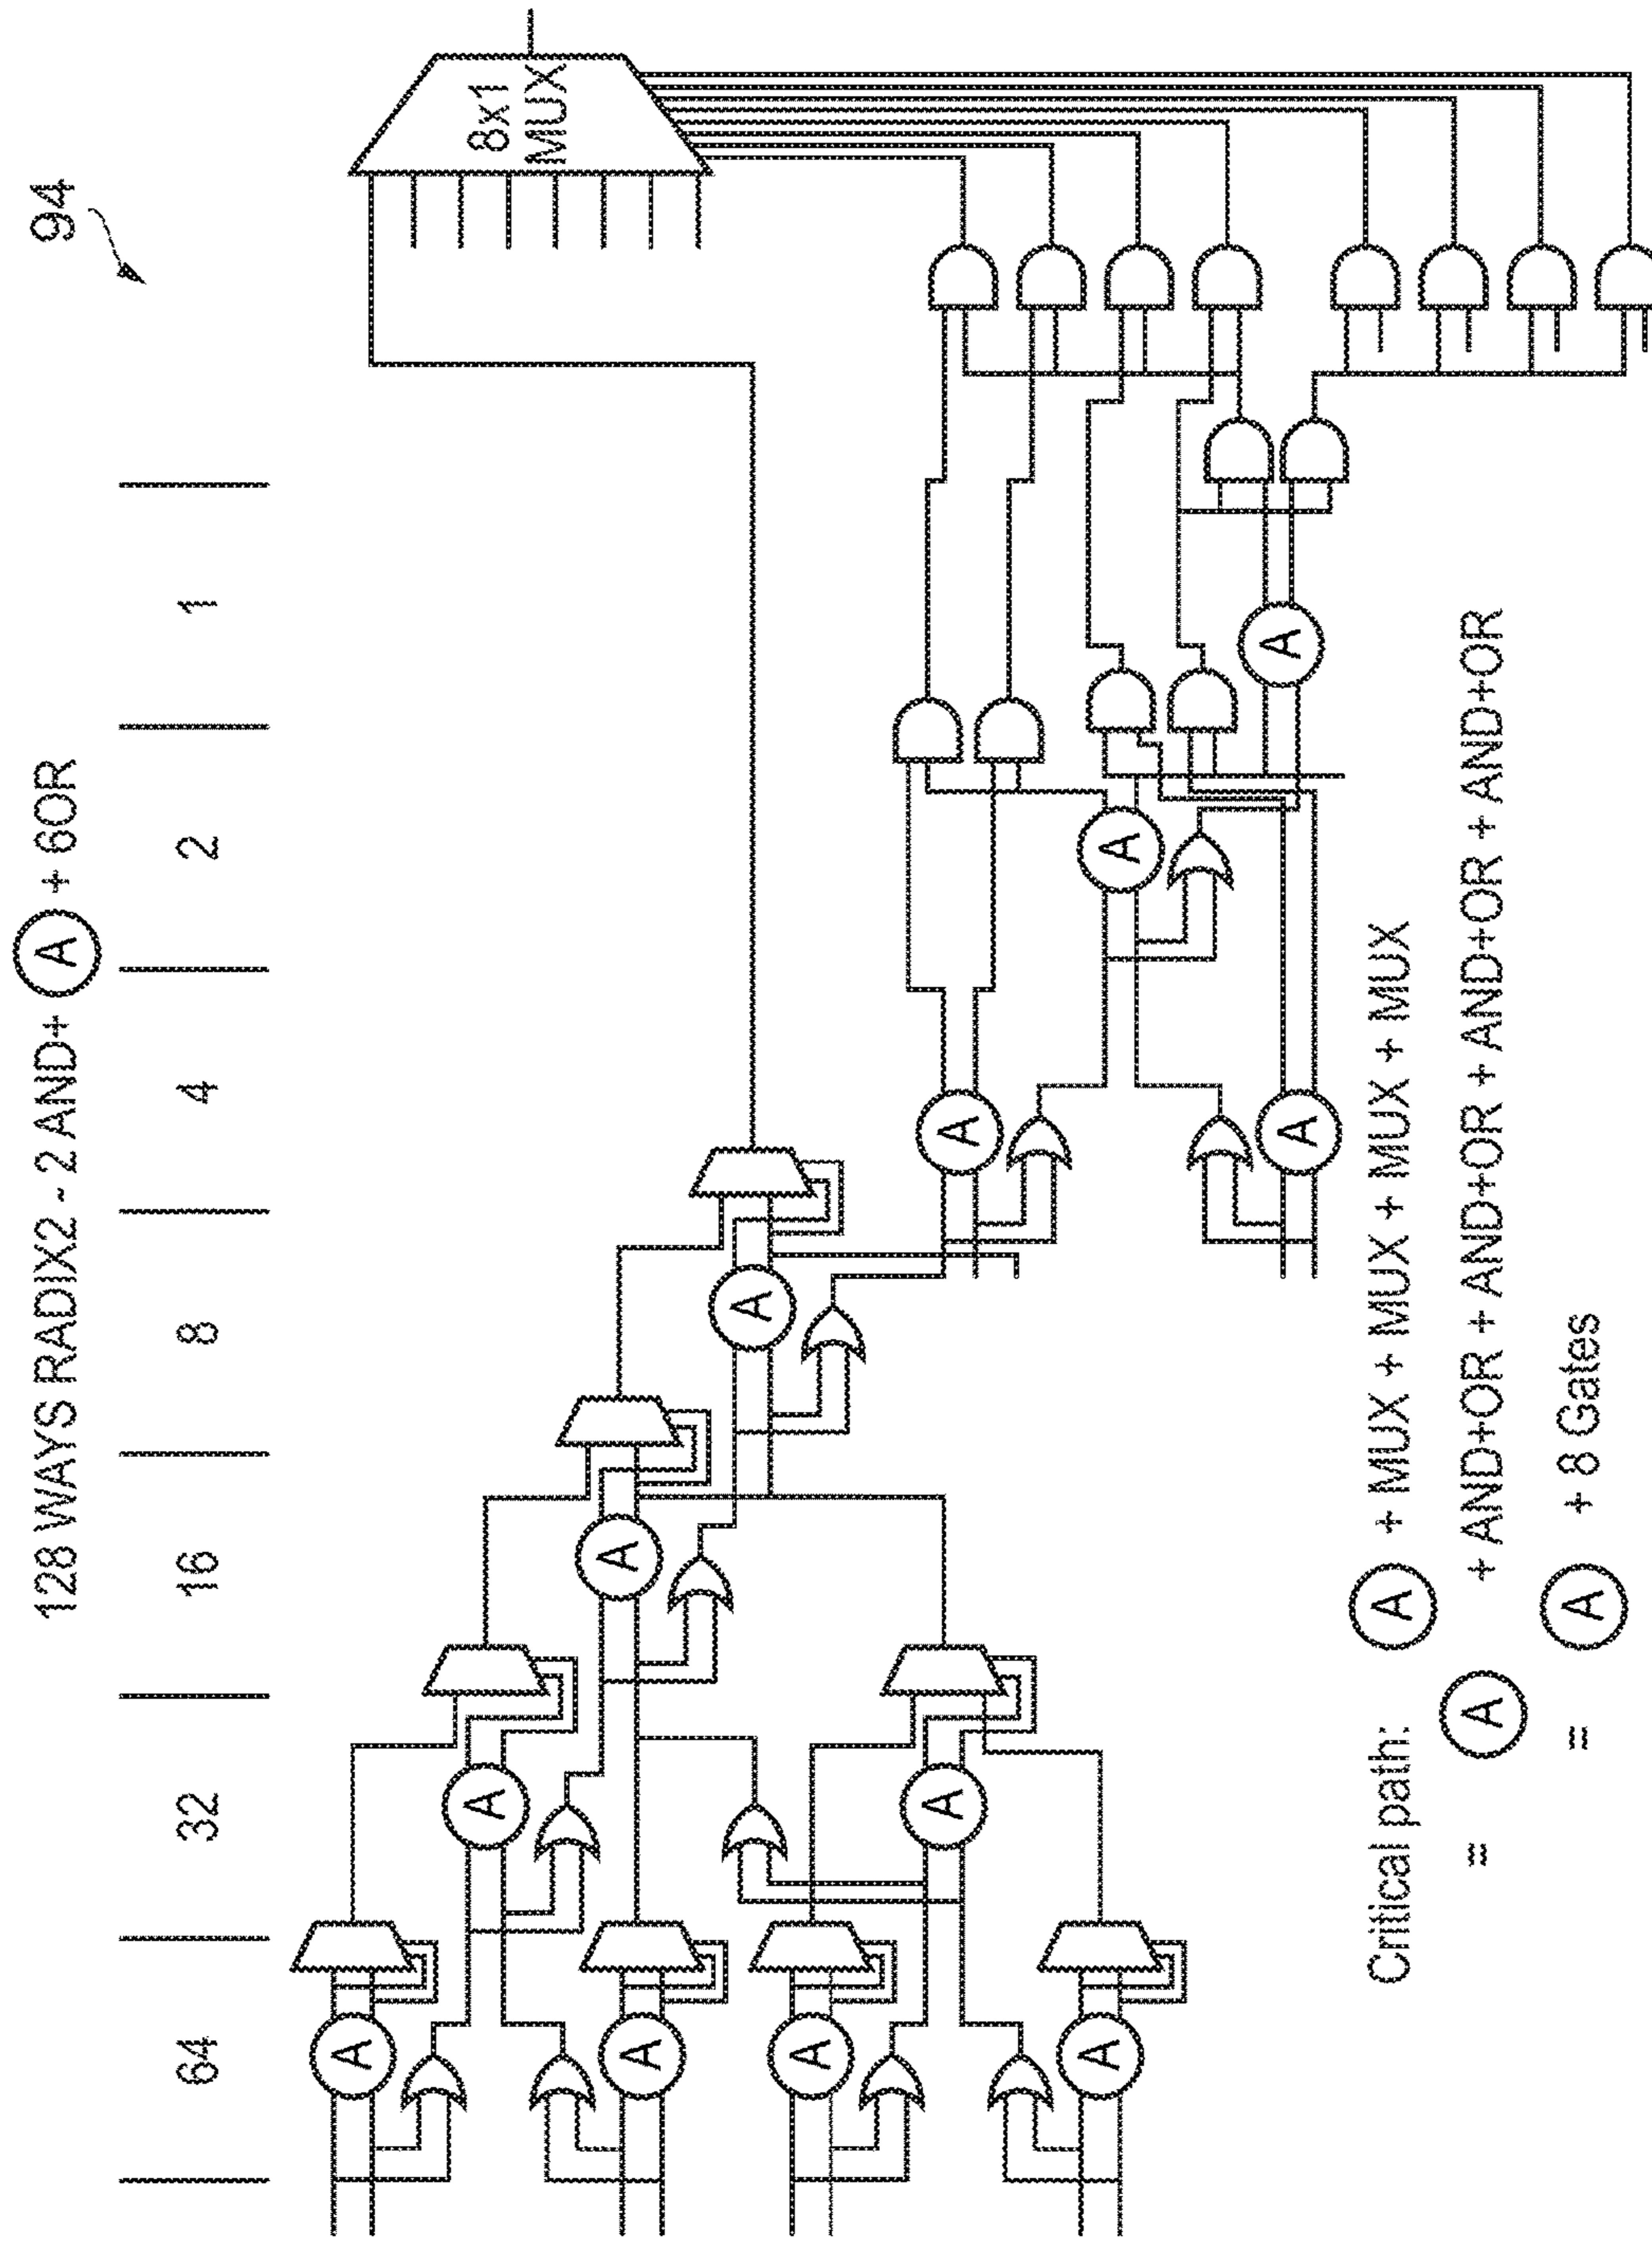 94
128 WAYS RADIX2 - 2 AND+ A + 6OR
64 32 16 8 4 2 1
8x1
MUX
A
A
A
A
A
A
A
A
A
A
A
A
Critical path: A + MUX + MUX + MUX + MUX
= A + AND+OR + AND+OR + AND+OR + AND+OR
= A + 8 Gates